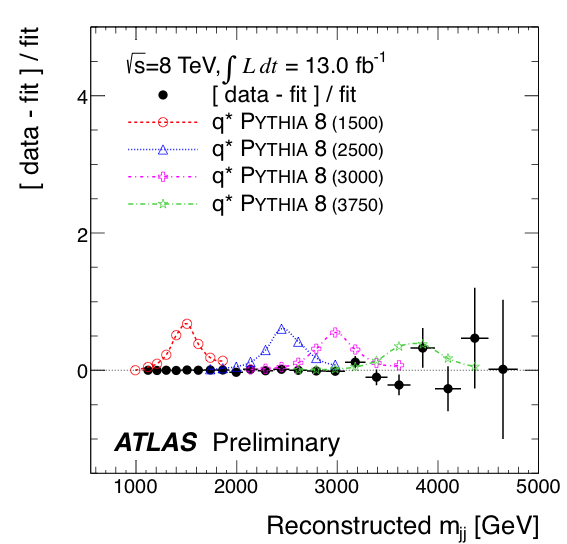 [ data - fit ] / fit
√s=8 TeV, ∫ L dt = 13.0 fb⁻¹
[ data - fit ] / fit
q* PYTHIA 8 (1500)
q* PYTHIA 8 (2500)
q* PYTHIA 8 (3000)
q* PYTHIA 8 (3750)
4
2
0
ATLAS Preliminary
1000 2000 3000 4000 5000
Reconstructed m_jj [GeV]